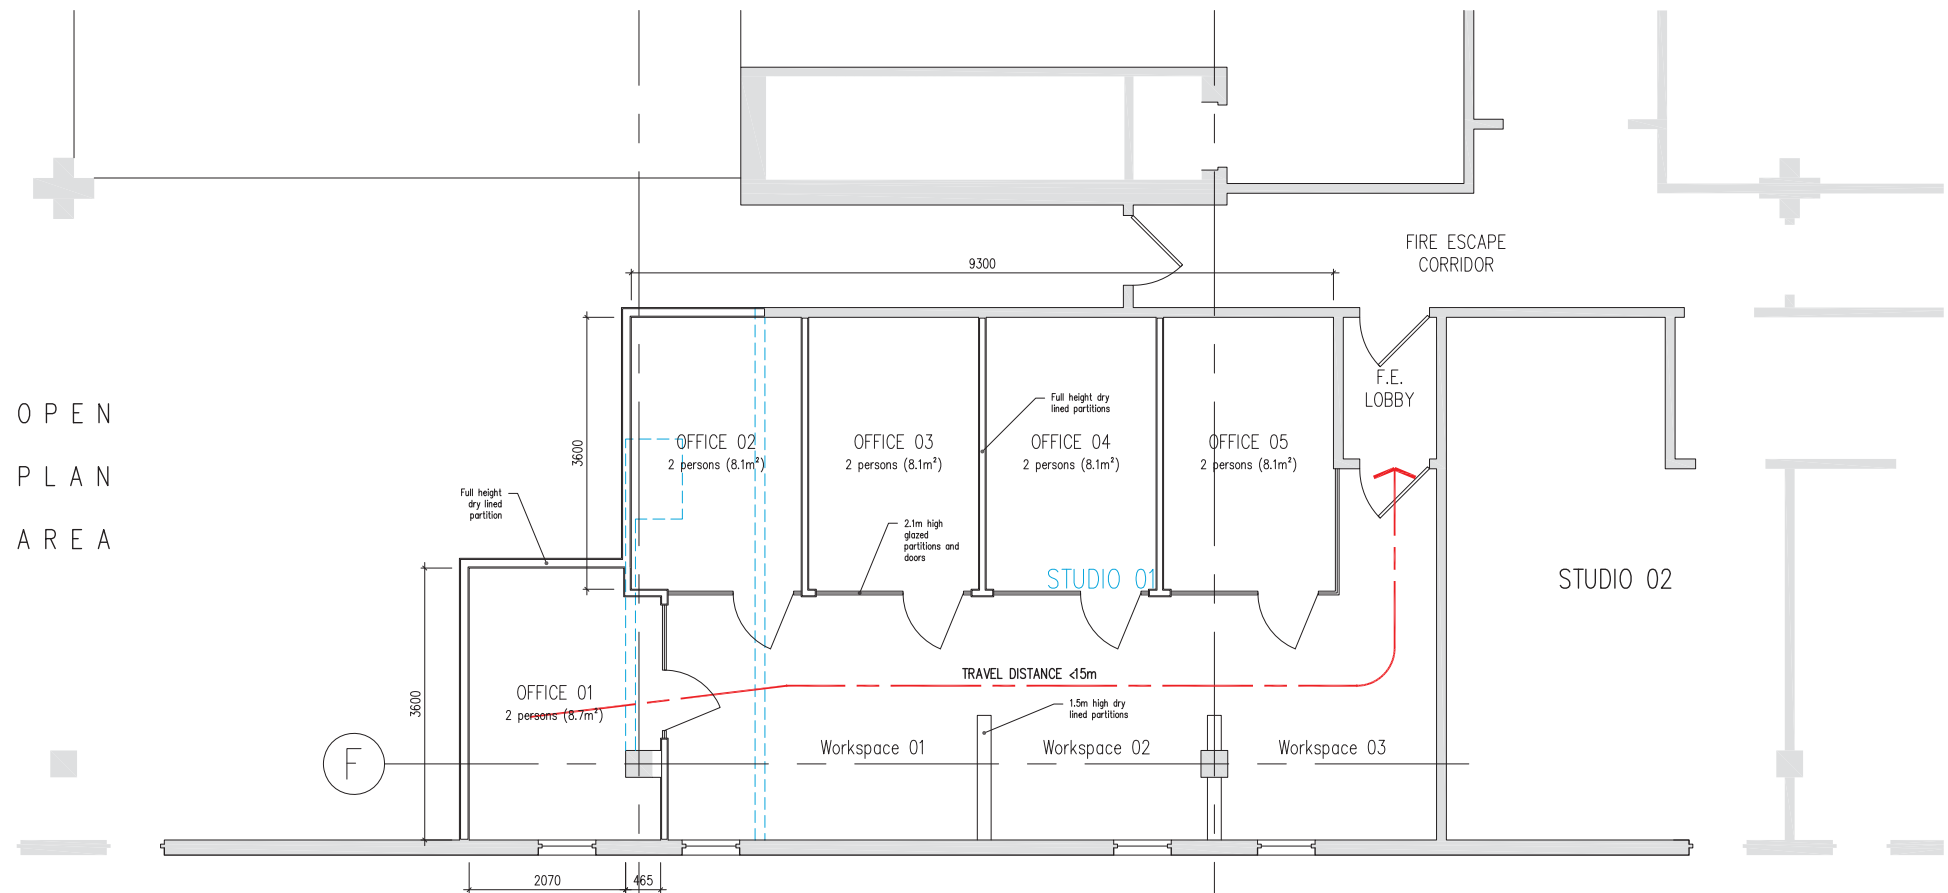 FIRE ESCAPE
CORRIDOR
9300
F.E.
LOBBY
Full height dry
lined partitions
OPEN
PLAN
AREA
3600
OFFICE 02
2 persons (8.1m²)
OFFICE 03
2 persons (8.1m²)
OFFICE 04
2 persons (8.1m²)
OFFICE 05
2 persons (8.1m²)
Full height
dry lined
partition
2.1m high
glazed
partitions and
doors
STUDIO 01
STUDIO 02
3600
OFFICE 01
2 persons (8.7m²)
TRAVEL DISTANCE <15m
1.5m high dry
lined partitions
Workspace 01
Workspace 02
Workspace 03
F
2070
465